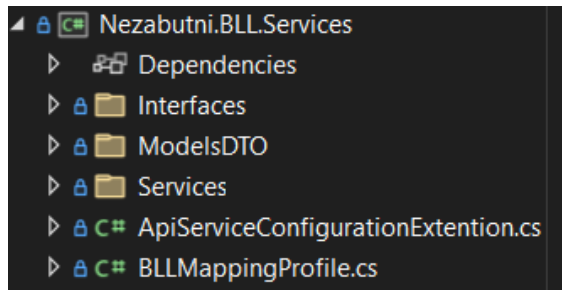 C# Nezabutni.BLL.Services
Dependencies
Interfaces
ModelsDTO
Services
C# ApiServiceConfigurationExtention.cs
C# BLLMappingProfile.cs